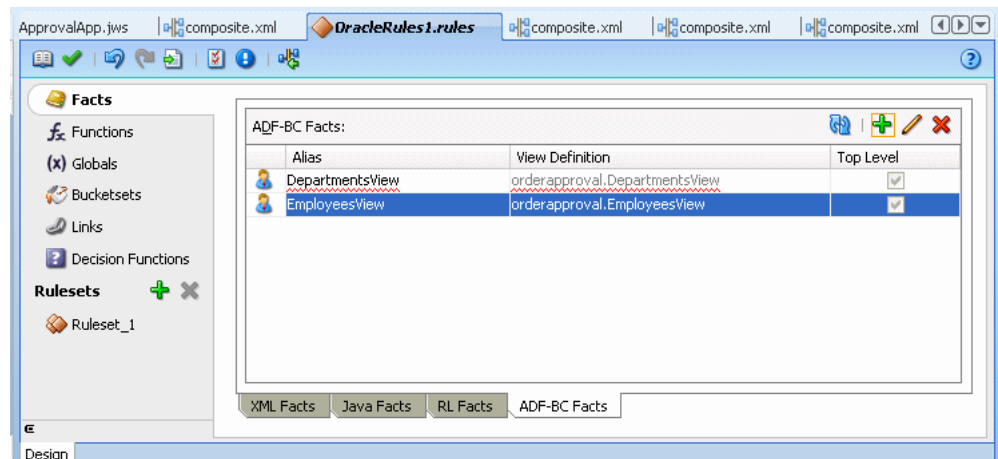 ApprovalApp.jws composite.xml OracleRules1.rules composite.xml composite.xml composite.xml
Facts
Functions
Globals
Bucketsets
Links
Decision Functions
Rulesets
Ruleset_1
ADF-BC Facts:
Alias View Definition Top Level
DepartmentsView orderapproval.DepartmentsView
EmployeesView orderapproval.EmployeesView
XML Facts Java Facts RL Facts ADF-BC Facts
Design